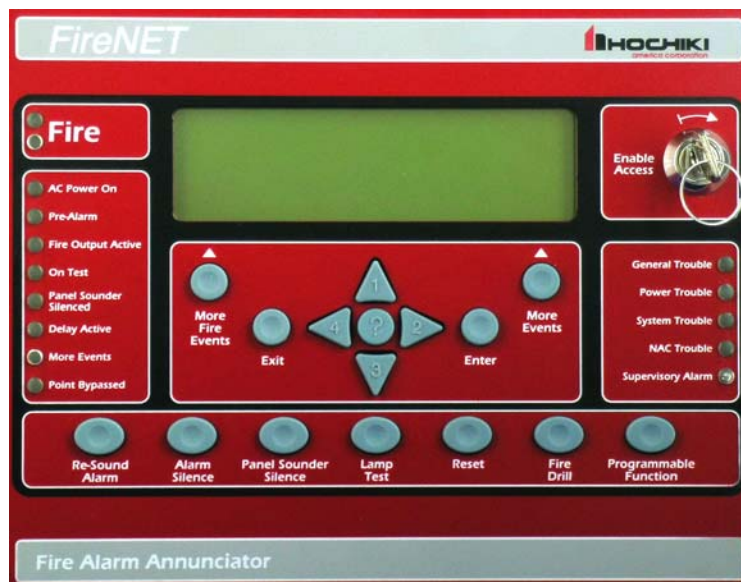 FireNET
HOCHIKI
america corporation
Fire
Enable
Access
AC Power On
Pre-Alarm
Fire Output Active
On Test
Panel Sounder
Silenced
Delay Active
More Events
Point Bypassed
More
Fire
Events
Exit
1
4
?
2
3
Enter
More
Events
General Trouble
Power Trouble
System Trouble
NAC Trouble
Supervisory Alarm
Re-Sound
Alarm
Alarm
Silence
Panel Sounder
Silence
Lamp
Test
Reset
Fire
Drill
Programmable
Function
Fire Alarm Annunciator